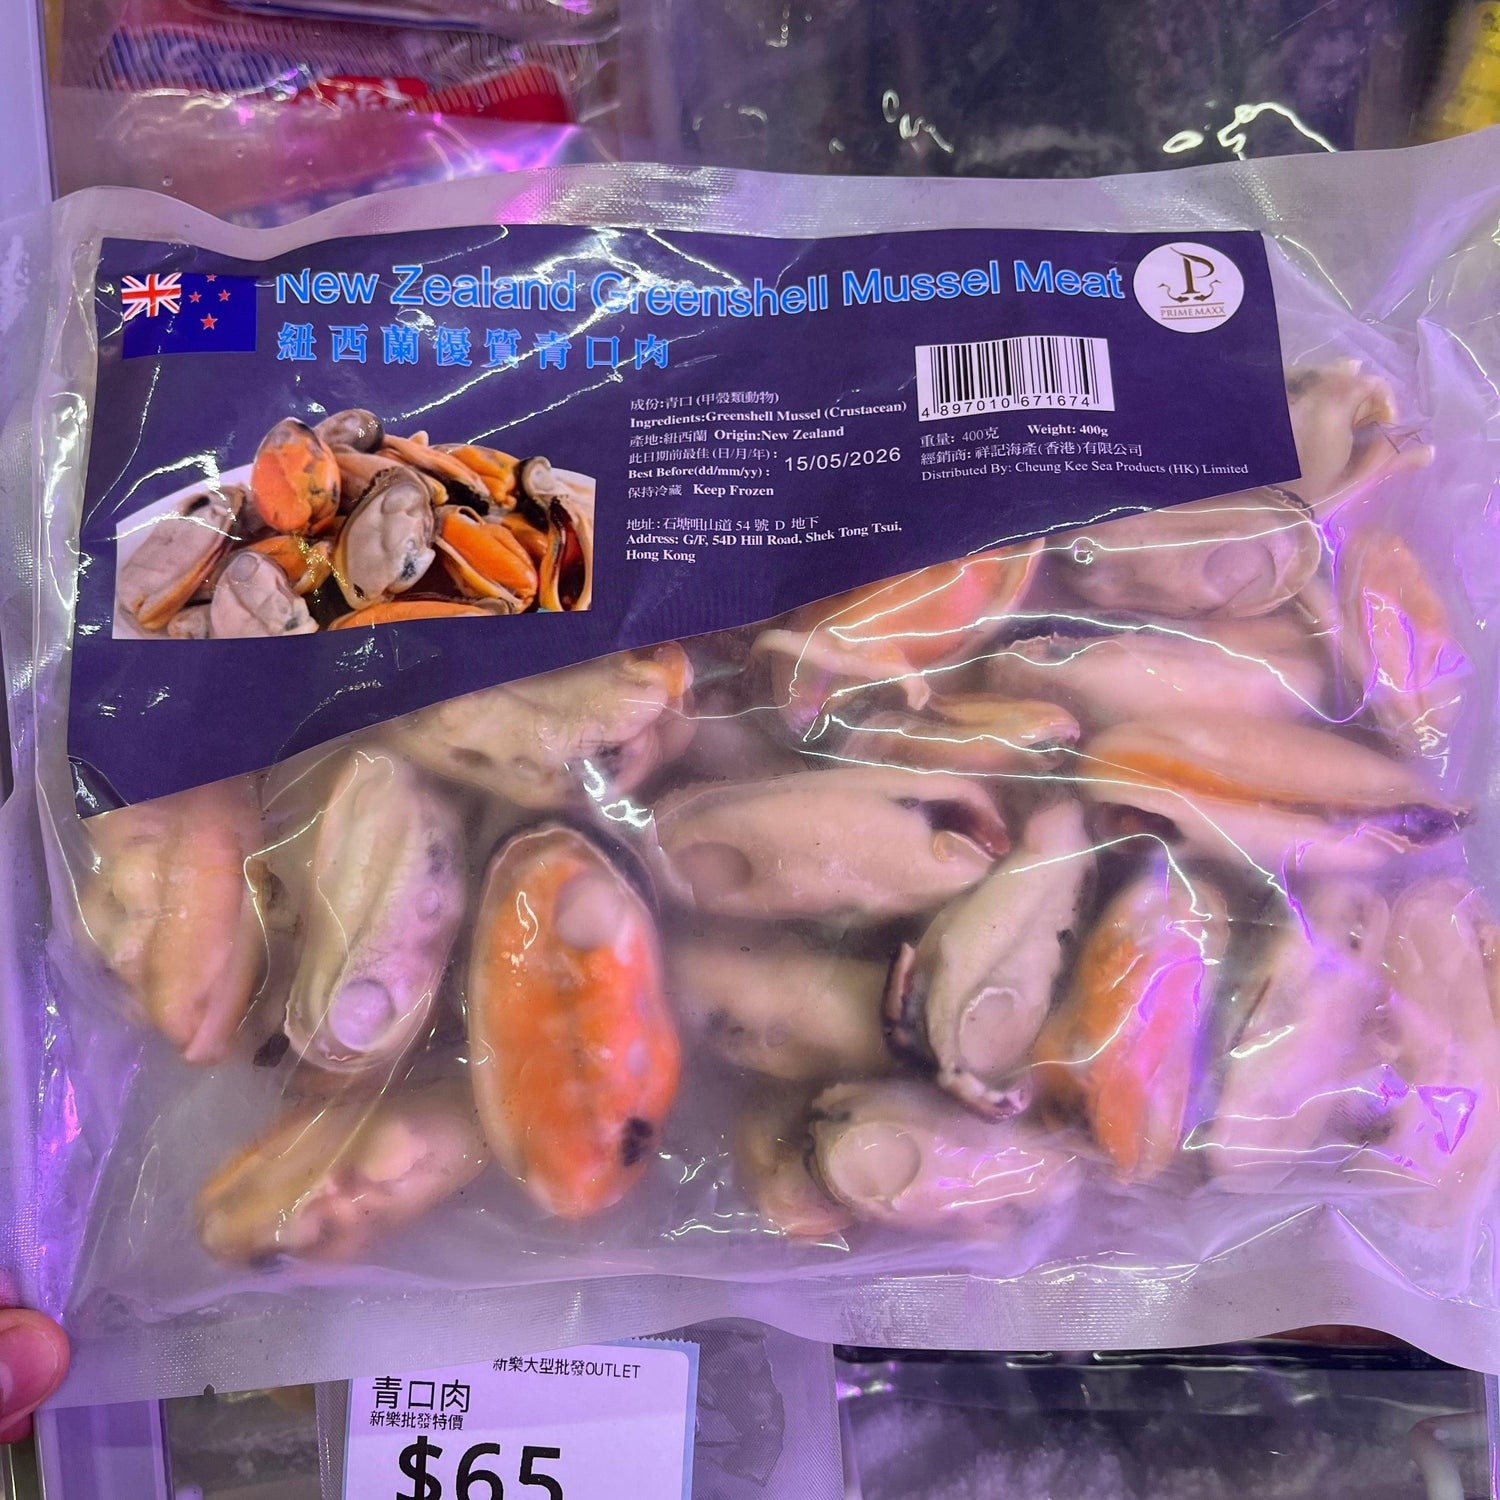 New Zealand Greenshell Mussel Meat
紐西蘭優質青口肉
P
PRIMEMAXX
成份:青口 (甲殼類動物)
Ingredients:Greenshell Mussel (Crustacean)
產地:紐西蘭 Origin:New Zealand
此日期前最佳 (日/月/年) :
Best Before(dd/mm/yy) :
15/05/2026
保持冷藏 Keep Frozen
地址: 石塘咀山道 54 號 D 地下
Address: G/F, 54D Hill Road, Shek Tong Tsui,
Hong Kong
4 897010 671674
重量: 400克 Weight: 400g
經銷商: 祥記海產(香港)有限公司
Distributed By: Cheung Kee Sea Products (HK) Limited
新樂大型批發OUTLET
青口肉
新樂批發特價
$65